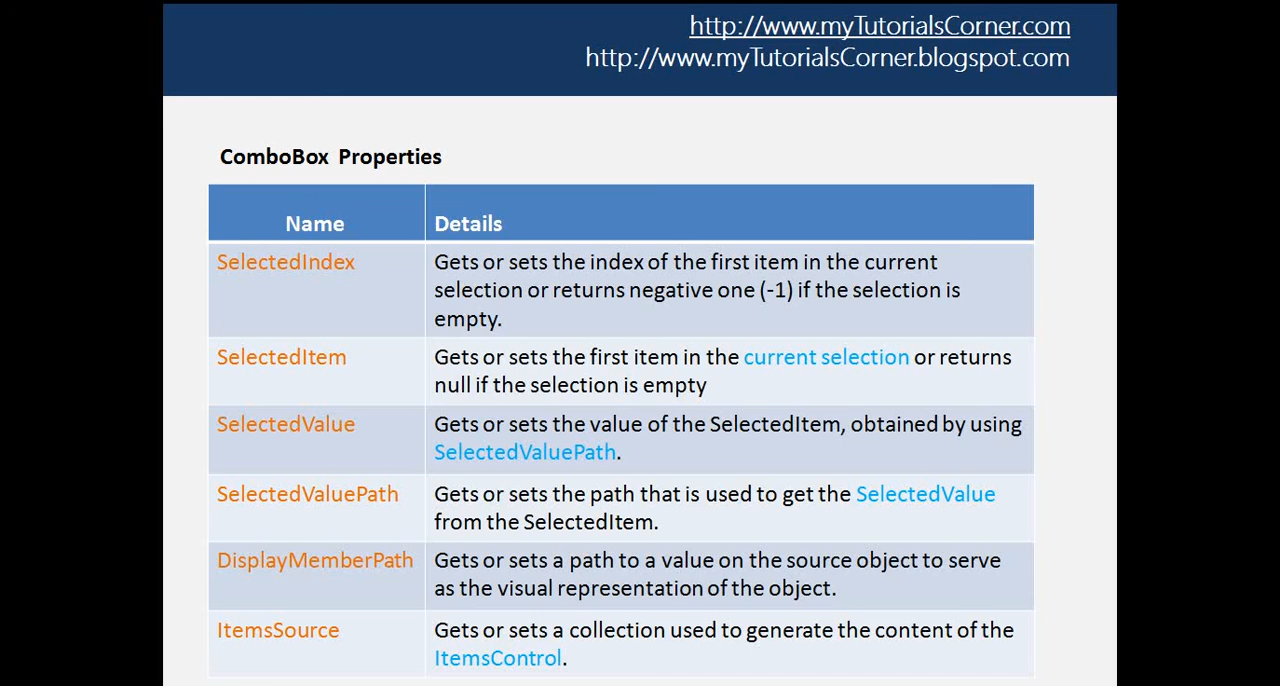 http://www.myTutorialsCorner.com
http://www.myTutorialsCorner.blogspot.com
ComboBox Properties
Name
Details
SelectedIndex
Gets or sets the index of the first item in the current
selection or returns negative one (-1) if the selection is
empty.
SelectedItem
Gets or sets the first item in the current selection or returns
null if the selection is empty
SelectedValue
Gets or sets the value of the SelectedItem, obtained by using
SelectedValuePath.
SelectedValuePath
Gets or sets the path that is used to get the SelectedValue
from the SelectedItem.
DisplayMemberPath
Gets or sets a path to a value on the source object to serve
as the visual representation of the object.
ItemsSource
Gets or sets a collection used to generate the content of the
ItemsControl.